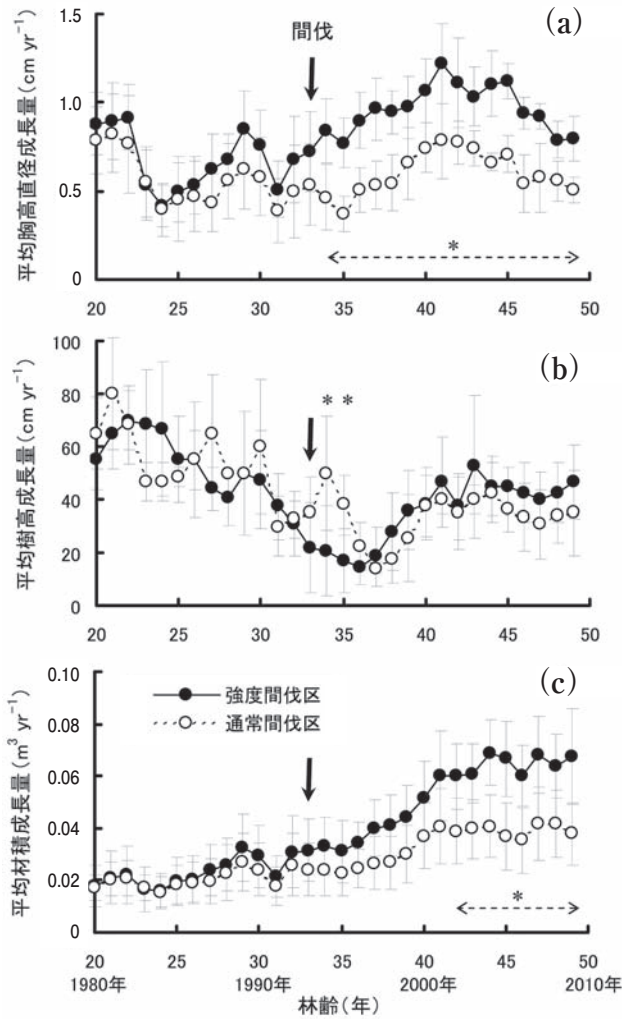 (a)
間伐
平均胸高直径成長量(cm yr⁻¹)
1.5
1.0
0.5
0
*
20 25 30 35 40 45 50
(b)
平均樹高成長量(cm yr⁻¹)
100
80
60
40
20
0
* *
20 25 30 35 40 45 50
(c)
平均材積成長量(m³ yr⁻¹)
0.10
0.08
0.06
0.04
0.02
0.00
強度間伐区
通常間伐区
*
20 25 30 35 40 45 50
1980年 1990年 2000年 2010年
林齢(年)